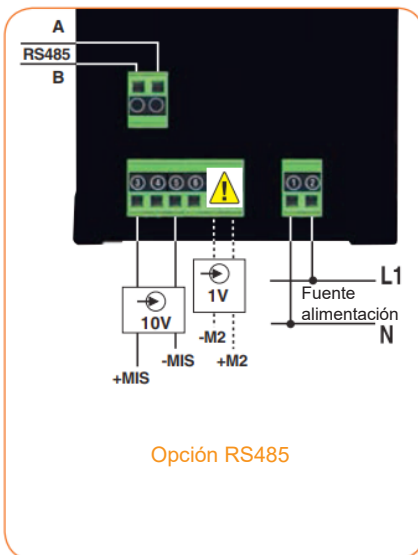 A
RS485
B
3 4 5 6
1 2
10V
1V
-M2
+M2
-MIS
+MIS
L1
Fuente
alimentación
N
Opción RS485